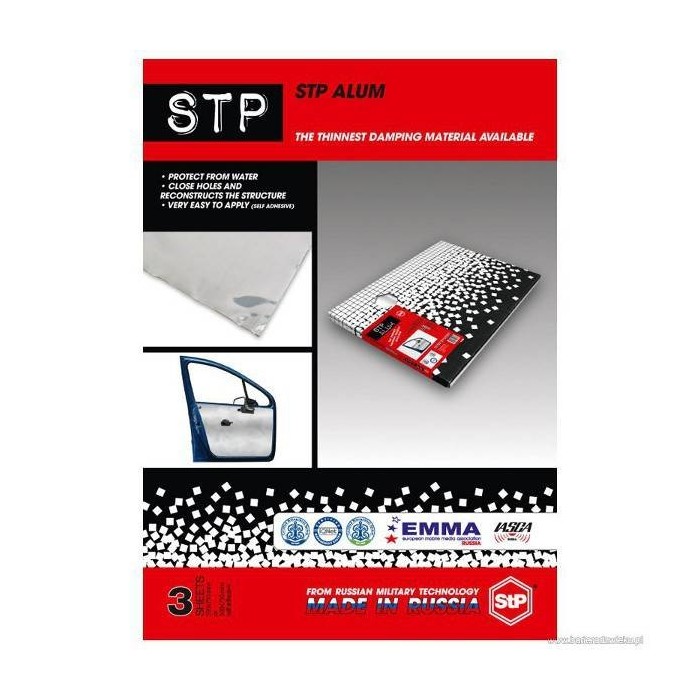 STP
STP ALUM
THE THINNEST DAMPING MATERIAL AVAILABLE
• PROTECT FROM WATER
• CLOSE HOLES AND
RECONSTRUCTS THE STRUCTURE
• VERY EASY TO APPLY (SELF ADHESIVE)
STP
ALUM
EMMA
european mobile media association
RUSSIA
IASCA
3
SHEETS
FROM RUSSIAN MILITARY TECHNOLOGY
MADE IN RUSSIA
StP
®